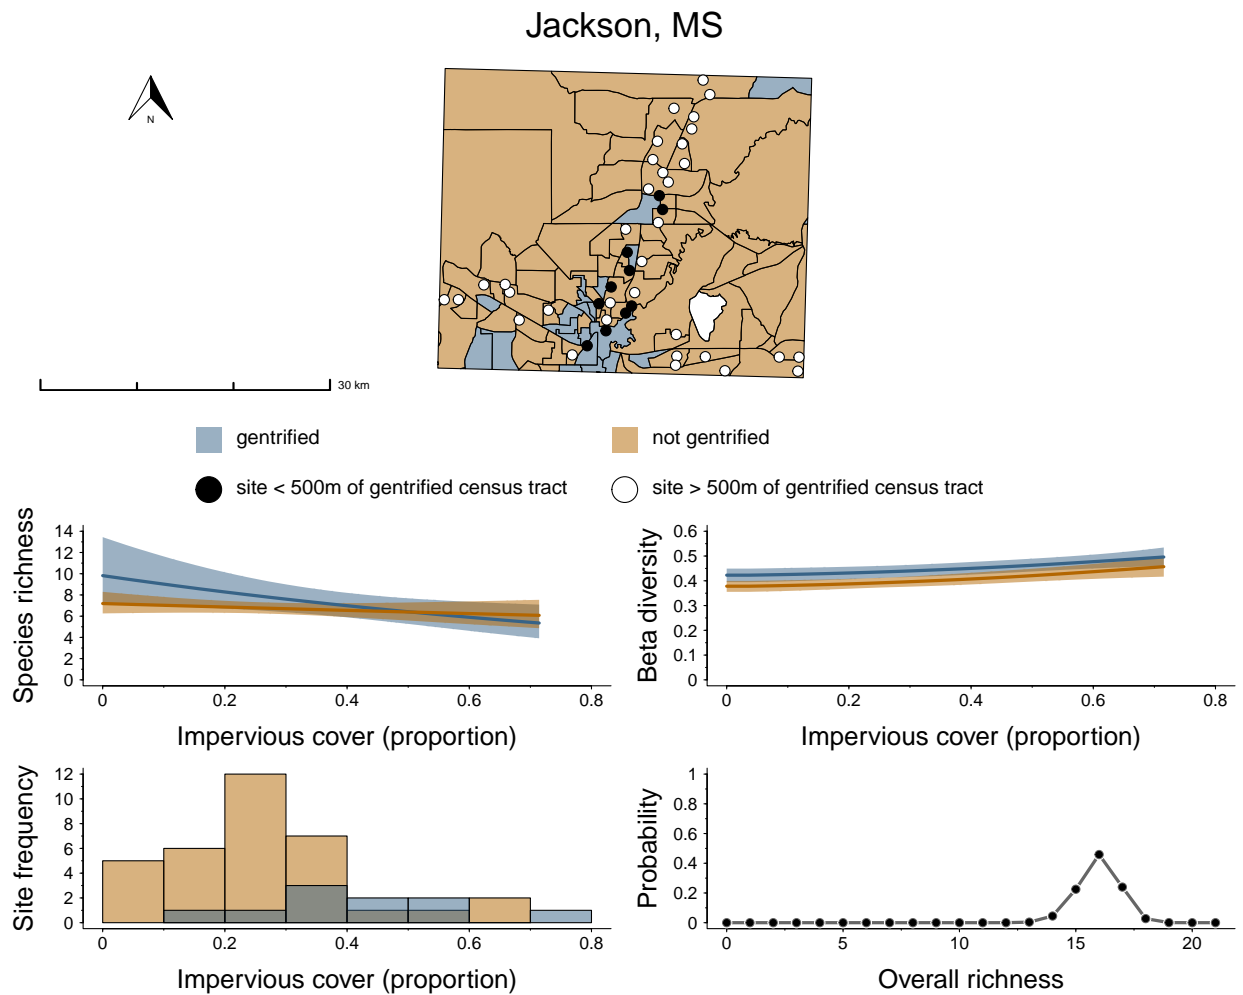 Jackson, MS
N
30 km
gentrified
not gentrified
site < 500m of gentrified census tract
site > 500m of gentrified census tract
Species richness
14
12
10
8
6
4
2
0
0 0.2 0.4 0.6 0.8
Impervious cover (proportion)
Beta diversity
0.6
0.5
0.4
0.3
0.2
0.1
0
0 0.2 0.4 0.6 0.8
Impervious cover (proportion)
Site frequency
12
10
8
6
4
2
0
0 0.2 0.4 0.6 0.8
Impervious cover (proportion)
Probability
1
0.8
0.6
0.4
0.2
0
0 5 10 15 20
Overall richness